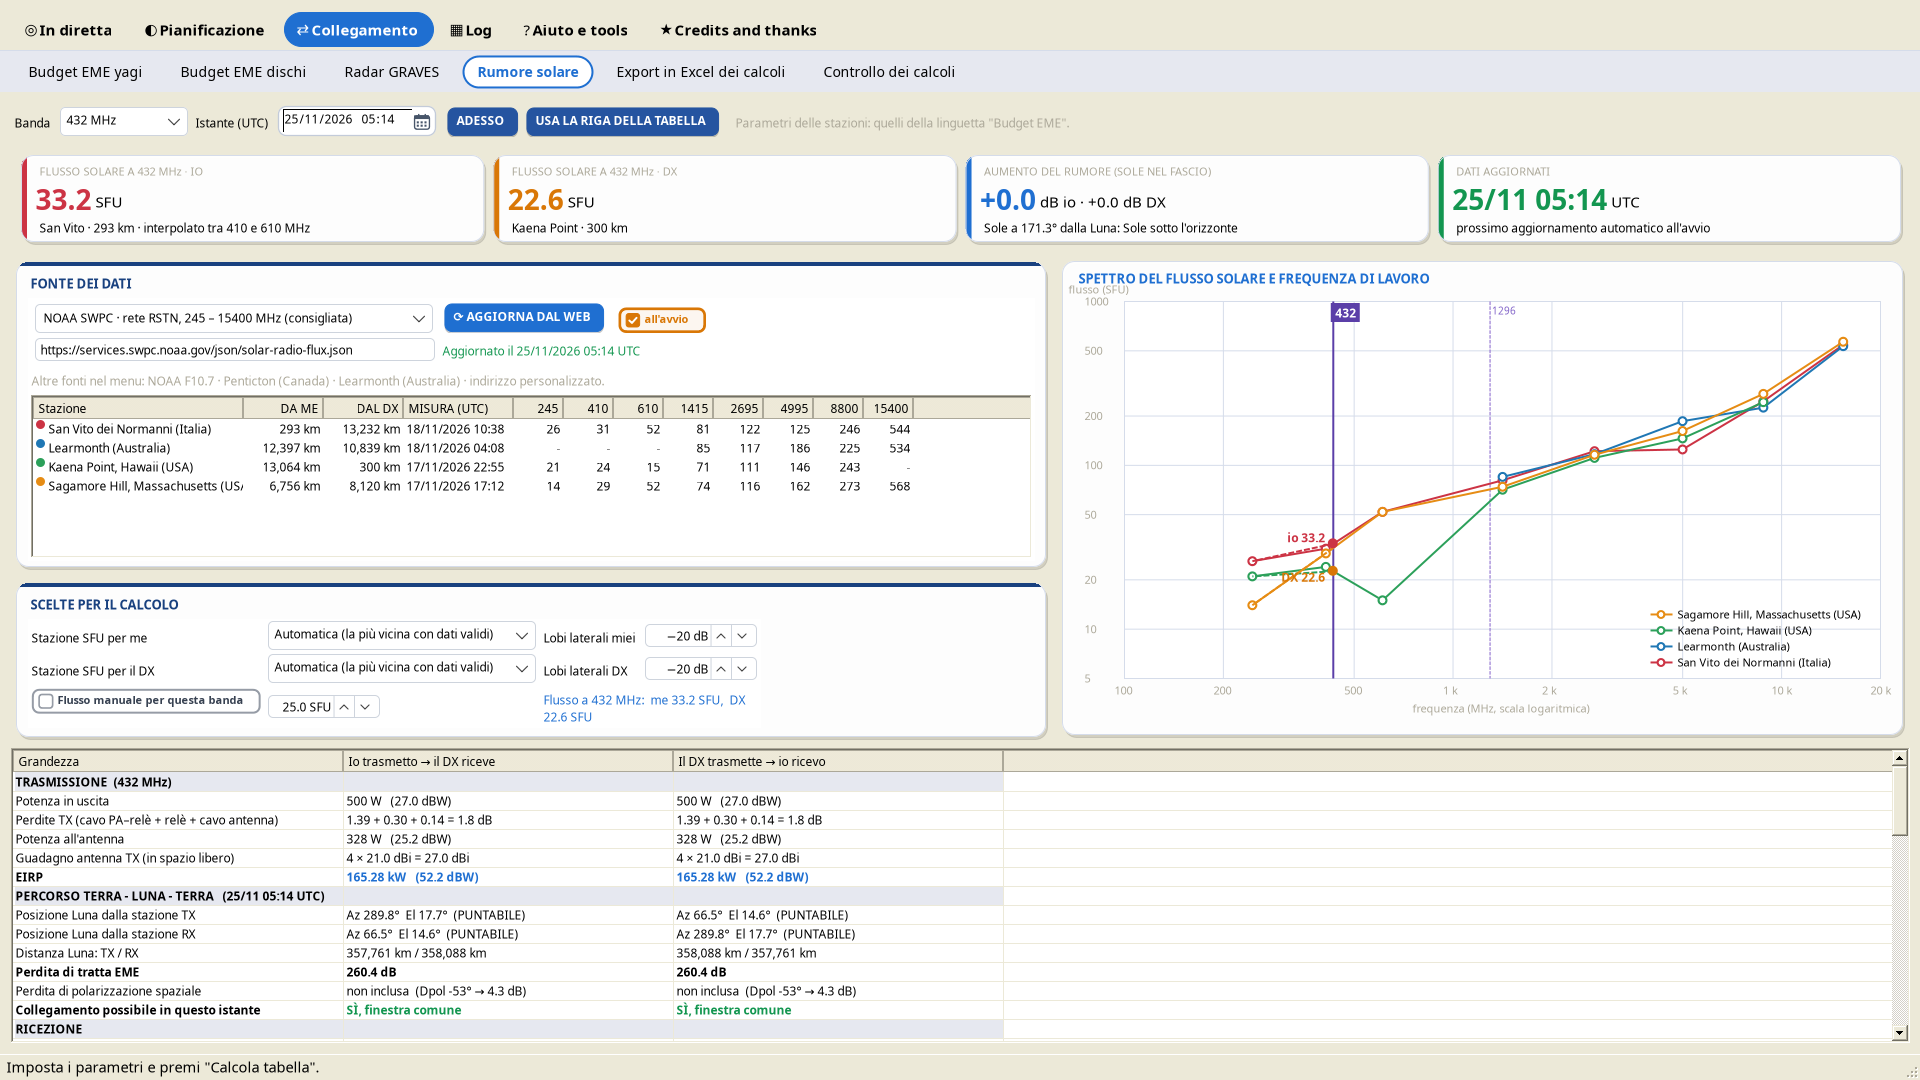 ◎ In diretta ◐ Pianificazione ⇄ Collegamento ▦ Log ? Aiuto e tools ★ Credits and thanks
Budget EME yagi Budget EME dischi Radar GRAVES Rumore solare Export in Excel dei calcoli Controllo dei calcoli
Banda 432 MHz Istante (UTC) 25/11/2026 05:14 ADESSO USA LA RIGA DELLA TABELLA Parametri delle stazioni: quelli della linguetta "Budget EME".
FLUSSO SOLARE A 432 MHz · IO
33.2 SFU
San Vito · 293 km · interpolato tra 410 e 610 MHz
FLUSSO SOLARE A 432 MHz · DX
22.6 SFU
Kaena Point · 300 km
AUMENTO DEL RUMORE (SOLE NEL FASCIO)
+0.0 dB io · +0.0 dB DX
Sole a 171.3° dalla Luna: Sole sotto l'orizzonte
DATI AGGIORNATI
25/11 05:14 UTC
prossimo aggiornamento automatico all'avvio
FONTE DEI DATI
NOAA SWPC · rete RSTN, 245 – 15400 MHz (consigliata) ⟳ AGGIORNA DAL WEB all'avvio
https://services.swpc.noaa.gov/json/solar-radio-flux.json Aggiornato il 25/11/2026 05:14 UTC
Altre fonti nel menu: NOAA F10.7 · Penticton (Canada) · Learmonth (Australia) · indirizzo personalizzato.
Stazione DA ME DAL DX MISURA (UTC) 245 410 610 1415 2695 4995 8800 15400
San Vito dei Normanni (Italia) 293 km 13,232 km 18/11/2026 10:38 26 31 52 81 122 125 246 544
Learmonth (Australia) 12,397 km 10,839 km 18/11/2026 04:08 - - - 85 117 186 225 534
Kaena Point, Hawaii (USA) 13,064 km 300 km 17/11/2026 22:55 21 24 15 71 111 146 243 -
Sagamore Hill, Massachusetts (USA 6,756 km 8,120 km 17/11/2026 17:12 14 29 52 74 116 162 273 568
SCELTE PER IL CALCOLO
Stazione SFU per me Automatica (la più vicina con dati validi) Lobi laterali miei −20 dB
Stazione SFU per il DX Automatica (la più vicina con dati validi) Lobi laterali DX −20 dB
Flusso manuale per questa banda 25.0 SFU Flusso a 432 MHz: me 33.2 SFU, DX
22.6 SFU
SPETTRO DEL FLUSSO SOLARE E FREQUENZA DI LAVORO
flusso (SFU)
1000
500
200
100
50
20
10
5
432
1296
io 33.2
DX 22.6
Sagamore Hill, Massachusetts (USA)
Kaena Point, Hawaii (USA)
Learmonth (Australia)
San Vito dei Normanni (Italia)
100 200 500 1 k 2 k 5 k 10 k 20 k
frequenza (MHz, scala logaritmica)
Grandezza Io trasmetto → il DX riceve Il DX trasmette → io ricevo
TRASMISSIONE (432 MHz)
Potenza in uscita 500 W (27.0 dBW) 500 W (27.0 dBW)
Perdite TX (cavo PA–relè + relè + cavo antenna) 1.39 + 0.30 + 0.14 = 1.8 dB 1.39 + 0.30 + 0.14 = 1.8 dB
Potenza all'antenna 328 W (25.2 dBW) 328 W (25.2 dBW)
Guadagno antenna TX (in spazio libero) 4 × 21.0 dBi = 27.0 dBi 4 × 21.0 dBi = 27.0 dBi
EIRP 165.28 kW (52.2 dBW) 165.28 kW (52.2 dBW)
PERCORSO TERRA - LUNA - TERRA (25/11 05:14 UTC)
Posizione Luna dalla stazione TX Az 289.8° El 17.7° (PUNTABILE) Az 66.5° El 14.6° (PUNTABILE)
Posizione Luna dalla stazione RX Az 66.5° El 14.6° (PUNTABILE) Az 289.8° El 17.7° (PUNTABILE)
Distanza Luna: TX / RX 357,761 km / 358,088 km 358,088 km / 357,761 km
Perdita di tratta EME 260.4 dB 260.4 dB
Perdita di polarizzazione spaziale non inclusa (Dpol -53° → 4.3 dB) non inclusa (Dpol -53° → 4.3 dB)
Collegamento possibile in questo istante SÌ, finestra comune SÌ, finestra comune
RICEZIONE
Imposta i parametri e premi "Calcola tabella".